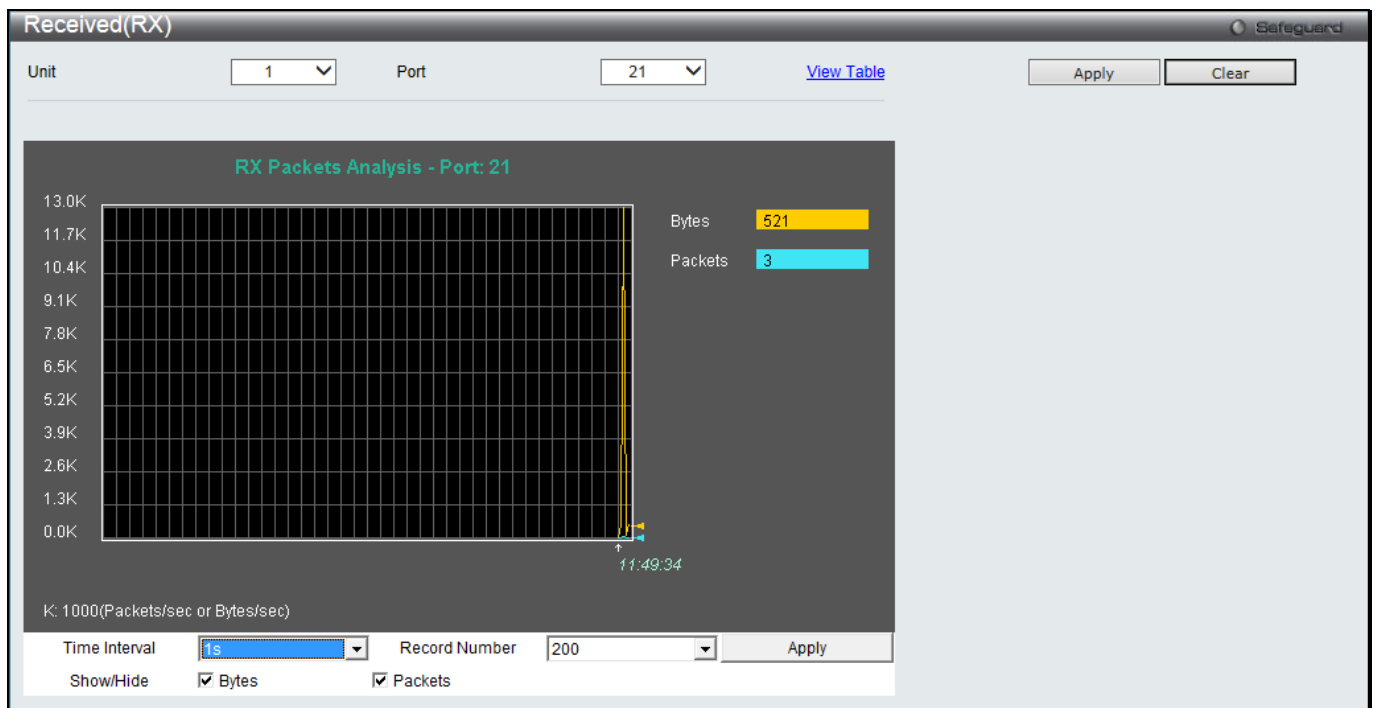 Received(RX)
Safeguard
Unit 1 Port 21 View Table Apply Clear
RX Packets Analysis - Port: 21
13.0K
11.7K
10.4K
9.1K
7.8K
6.5K
5.2K
3.9K
2.6K
1.3K
0.0K
Bytes 521
Packets 3
11:49:34
K: 1000(Packets/sec or Bytes/sec)
Time Interval 1s Record Number 200 Apply
Show/Hide Bytes Packets